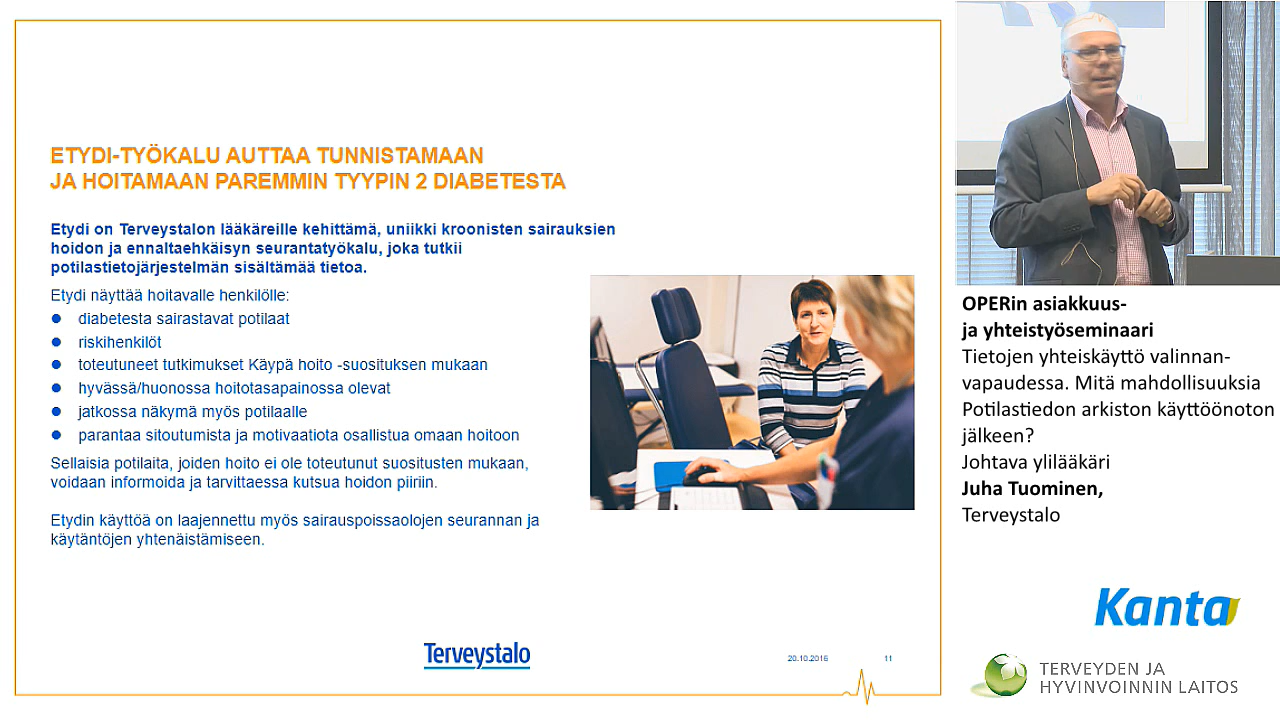 ETYDI-TYÖKALU AUTTAA TUNNISTAMAAN
JA HOITAMAAN PAREMMIN TYYPIN 2 DIABETESTA
Etydi on Terveystalon lääkäreille kehittämä, uniikki kroonisten sairauksien
hoidon ja ennaltaehkäisyn seurantatyökalu, joka tutkii
potilastietojärjestelmän sisältämää tietoa.
Etydi näyttää hoitavalle henkilölle:
● diabetesta sairastavat potilaat
● riskihenkilöt
● toteutuneet tutkimukset Käypä hoito -suosituksen mukaan
● hyvässä/huonossa hoitotasapainossa olevat
● jatkossa näkymä myös potilaalle
● parantaa sitoutumista ja motivaatiota osallistua omaan hoitoon
Sellaisia potilaita, joiden hoito ei ole toteutunut suositusten mukaan,
voidaan informoida ja tarvittaessa kutsua hoidon piiriin.
Etydin käyttöä on laajennettu myös sairauspoissaolojen seurannan ja
käytäntöjen yhtenäistämiseen.
Terveystalo
20.10.2016
11
OPERin asiakkuus-
ja yhteistyöseminaari
Tietojen yhteiskäyttö valinnan-
vapaudessa. Mitä mahdollisuuksia
Potilastiedon arkiston käyttöönoton
jälkeen?
Johtava ylilääkäri
Juha Tuominen,
Terveystalo
Kanta
TERVEYDEN JA
HYVINVOINNIN LAITOS